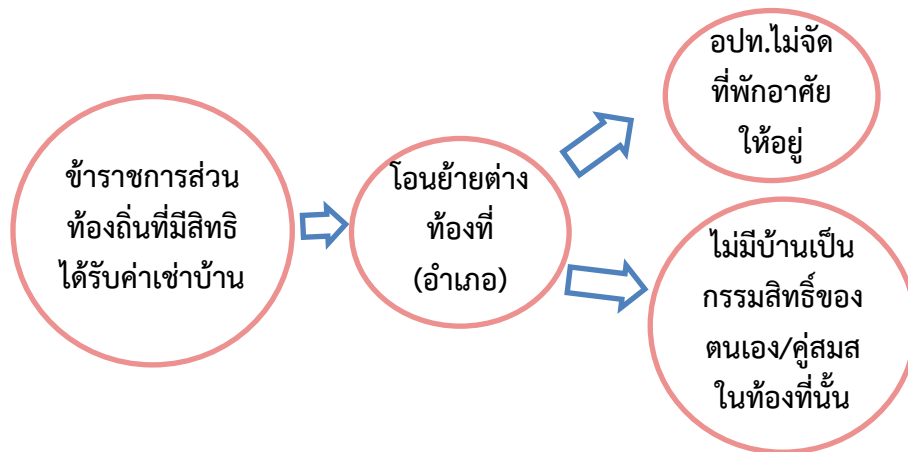 ข้าราชการส่วน
ท้องถิ่นที่มีสิทธิ
ได้รับค่าเช่าบ้าน
โอนย้ายต่าง
ท้องที่
(อำเภอ)
อปท.ไม่จัด
ที่พักอาศัย
ให้อยู่
ไม่มีบ้านเป็น
กรรมสิทธิ์ของ
ตนเอง/คู่สมส
ในท้องที่นั้น